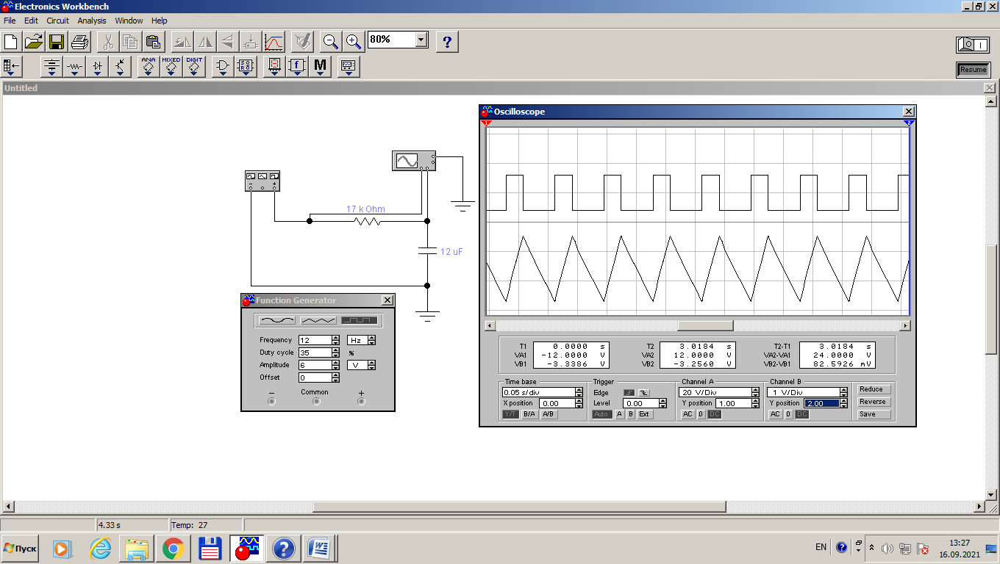 Electronics Workbench
File Edit Circuit Analysis Window Help
80%
?
I
ANA MIXED DIGIT
f M
Resume
Untitled
Oscilloscope
1 2
17 k Ohm
12 uF
Function Generator
Frequency 12 Hz
Duty cycle 35 %
Amplitude 6 V
Offset 0
Common
− +
T1 0.0000 s
VA1 -12.0000 V
VB1 -3.3386 V
T2 3.0184 s
VA2 12.0000 V
VB2 -3.2560 V
T2-T1 3.0184 s
VA2-VA1 24.0000 V
VB2-VB1 82.5926 mV
Time base
0.05 s/div
X position 0.00
Y/T B/A A/B
Trigger
Edge
Level 0.00
Auto A B Ext
Channel A
20 V/Div
Y position 1.00
AC 0 DC
Channel B
1 V/Div
Y position 2.00
AC 0 DC
Reduce
Reverse
Save
4.33 s Temp: 27
Пуск
EN
13:27
16.09.2021